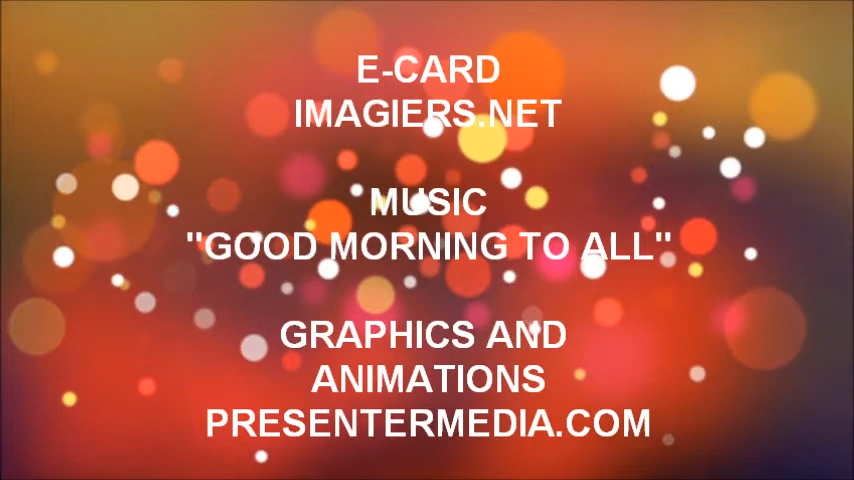 E-CARD
IMAGIERS.NET
MUSIC
"GOOD MORNING TO ALL"
GRAPHICS AND
ANIMATIONS
PRESENTERMEDIA.COM